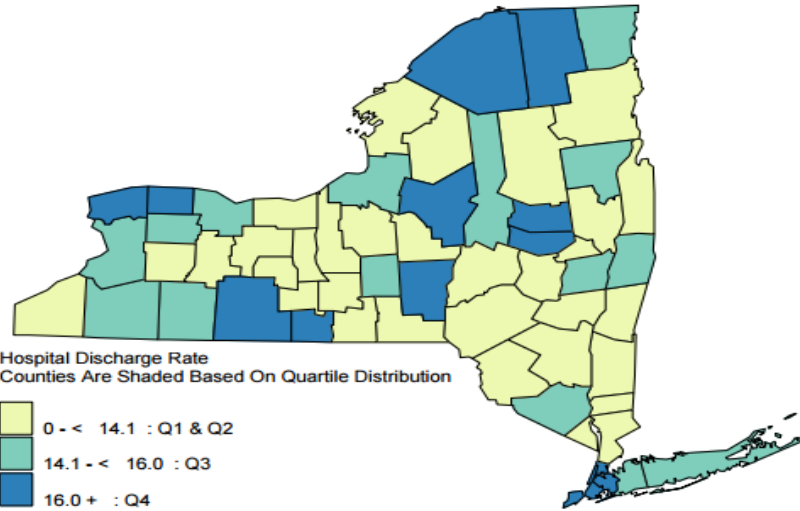 Hospital Discharge Rate
Counties Are Shaded Based On Quartile Distribution
0 - < 14.1 : Q1 & Q2
14.1 - < 16.0 : Q3
16.0 + : Q4